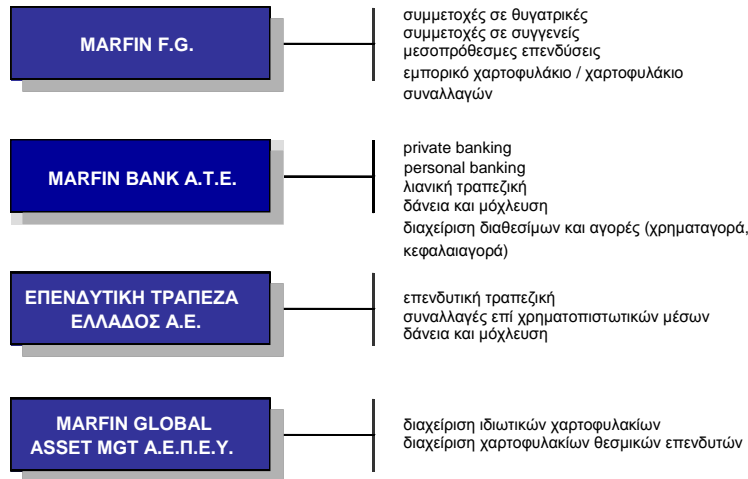 MARFIN F.G.
συμμετοχές σε θυγατρικές
συμμετοχές σε συγγενείς
μεσοπρόθεσμες επενδύσεις
εμπορικό χαρτοφυλάκιο / χαρτοφυλάκιο
συναλλαγών
MARFIN BANK Α.Τ.Ε.
private banking
personal banking
λιανική τραπεζική
δάνεια και μόχλευση
διαχείριση διαθεσίμων και αγορές (χρηματαγορά,
κεφαλαιαγορά)
ΕΠΕΝΔΥΤΙΚΗ ΤΡΑΠΕΖΑ
ΕΛΛΑΔΟΣ Α.Ε.
επενδυτική τραπεζική
συναλλαγές επί χρηματοπιστωτικών μέσων
δάνεια και μόχλευση
MARFIN GLOBAL
ASSET MGT Α.Ε.Π.Ε.Υ.
διαχείριση ιδιωτικών χαρτοφυλακίων
διαχείριση χαρτοφυλακίων θεσμικών επενδυτών